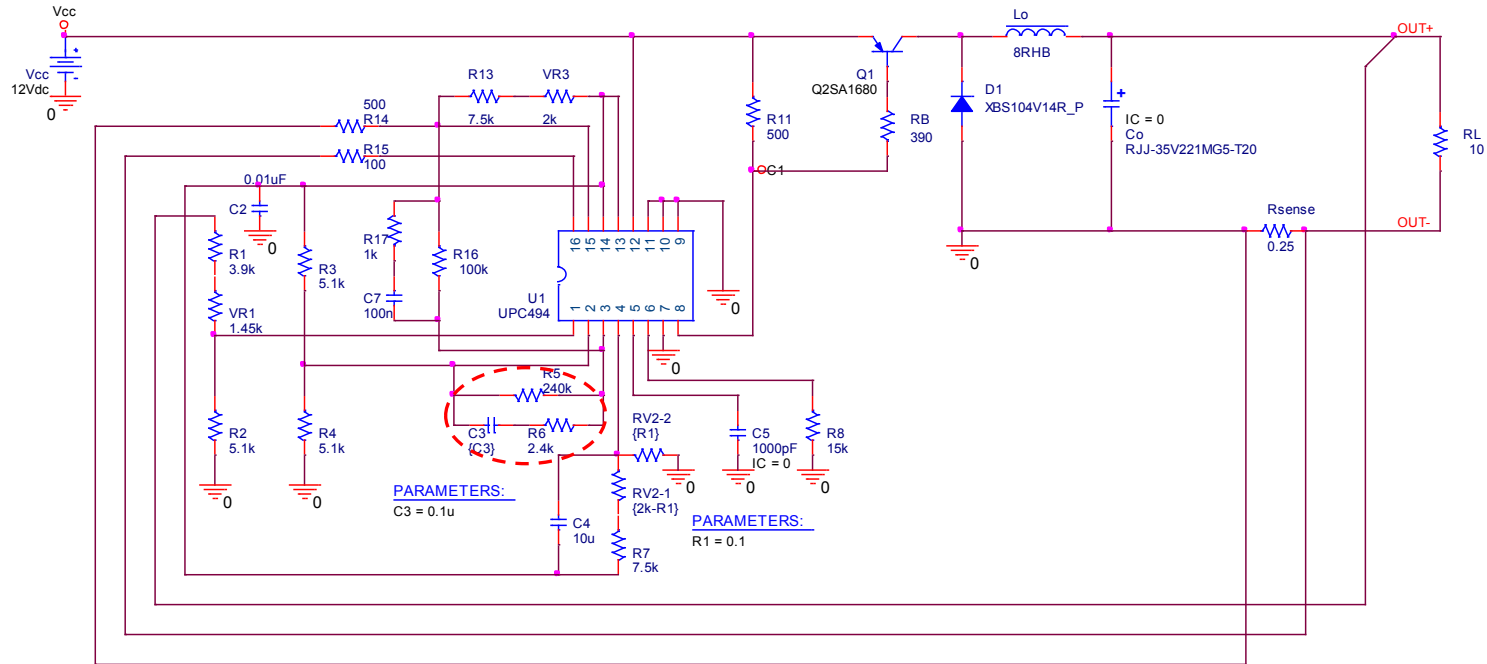 Vcc
Vcc
12Vdc
0
500
R14
R15
100
0.01uF
C2
0
R13
7.5k
VR3
2k
R11
500
C1
Q1
Q2SA1680
RB
390
Lo
8RHB
D1
XBS104V14R_P
IC = 0
Co
RJJ-35V221MG5-T20
OUT+
RL
10
OUT-
Rsense
0.25
0
R1
3.9k
VR1
1.45k
R3
5.1k
R17
1k
C7
100n
R16
100k
16 15 14 13 12 11 10 9
U1
UPC494
1 2 3 4 5 6 7 8
0
0
R2
5.1k
0
R4
5.1k
0
R5
240k
C3
{C3}
R6
2.4k
RV2-2
{R1}
0
C5
1000pF
IC = 0
0
R8
15k
0
RV2-1
{2k-R1}
R7
7.5k
C4
10u
PARAMETERS:
C3 = 0.1u
PARAMETERS:
R1 = 0.1